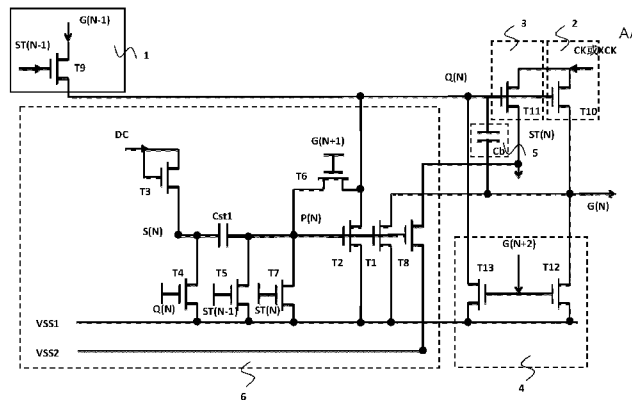 G(N-1)
1
ST(N-1)
T9
3
2
CK或XCK
Q(N)
T11
T10
ST(N)
Cb
5
DC
G(N+1)
T3
T6
G(N)
S(N)
Cst1
P(N)
T2
T1
T8
G(N+2)
T4
T5
T7
T13
T12
Q(N)
ST(N-1)
ST(N)
VSS1
VSS2
6
4